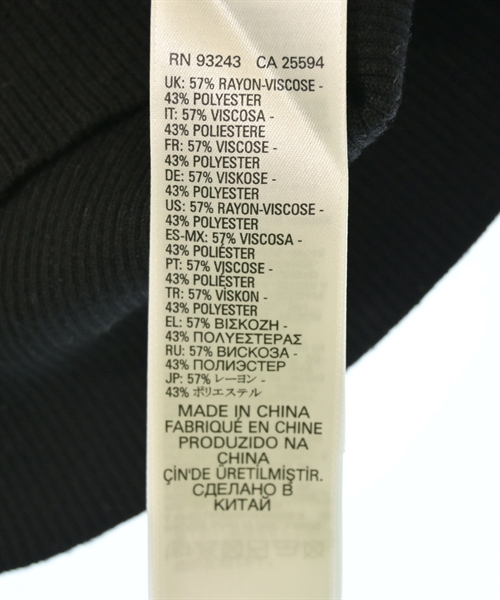 RN 93243 CA 25594
UK: 57% RAYON-VISCOSE -
43% POLYESTER
IT: 57% VISCOSA -
43% POLIESTERE
FR: 57% VISCOSE -
43% POLYESTER
DE: 57% VISKOSE -
43% POLYESTER
US: 57% RAYON-VISCOSE -
43% POLYESTER
ES-MX: 57% VISCOSA -
43% POLIÉSTER
PT: 57% VISCOSE -
43% POLIÉSTER
TR: 57% VİSKON -
43% POLYESTER
EL: 57% ΒΙΣΚΟΖΗ -
43% ΠΟΛΥΕΣΤΕΡΑΣ
RU: 57% ВИСКОЗА -
43% ПОЛИЭСТЕР
JP: 57% レーヨン -
43% ポリエステル
MADE IN CHINA
FABRIQUÉ EN CHINE
PRODUZIDO NA
CHINA
ÇİN'DE ÜRETİLMİŞTİR.
СДЕЛАНО В
КИТАЙ